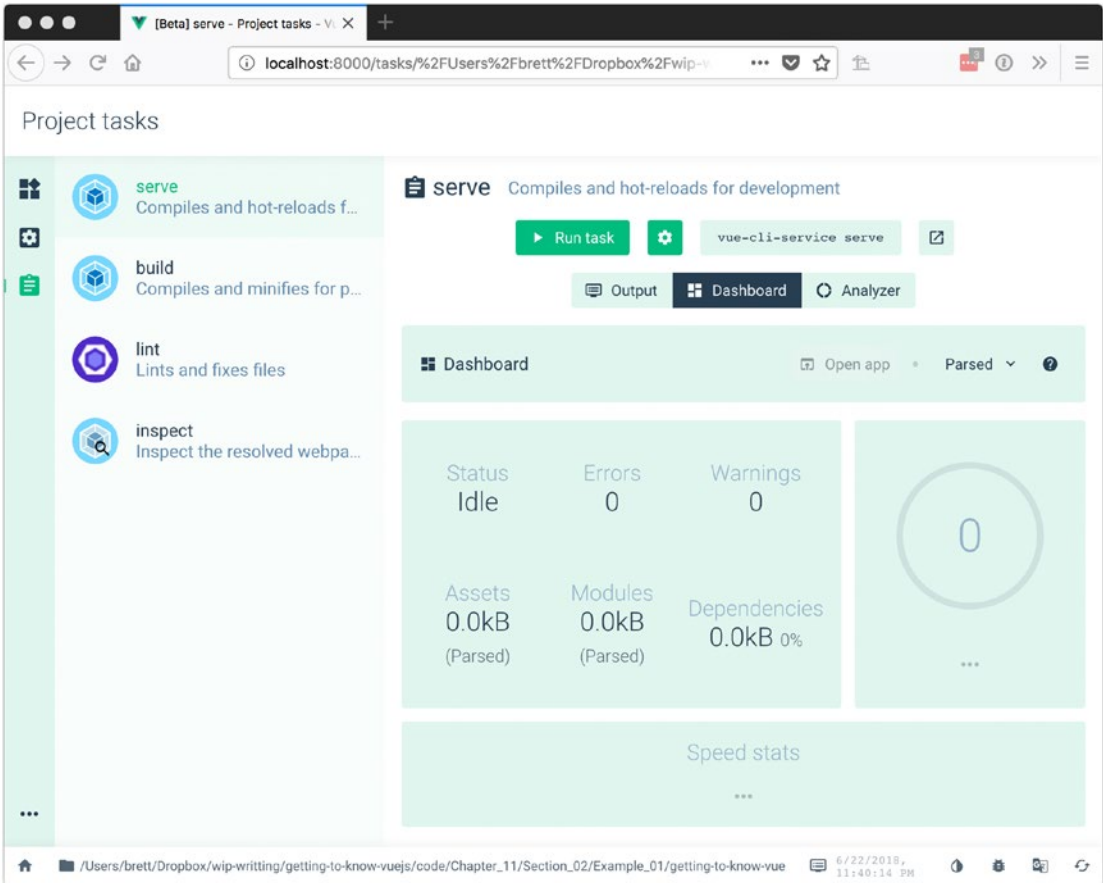 [Beta] serve - Project tasks - V
localhost:8000/tasks/%2FUsers%2Fbrett%2FDropbox%2Fwip-w
3
Project tasks
serve
Compiles and hot-reloads f...
build
Compiles and minifies for p...
lint
Lints and fixes files
inspect
Inspect the resolved webpa...
serve Compiles and hot-reloads for development
Run task vue-cli-service serve
Output Dashboard Analyzer
Dashboard Open app Parsed
Status Errors Warnings
Idle 0 0
0
Assets Modules Dependencies
0.0kB 0.0kB 0.0kB 0%
(Parsed) (Parsed)
Speed stats
/Users/brett/Dropbox/wip-writting/getting-to-know-vuejs/code/Chapter_11/Section_02/Example_01/getting-to-know-vue
6/22/2018,
11:40:14 PM